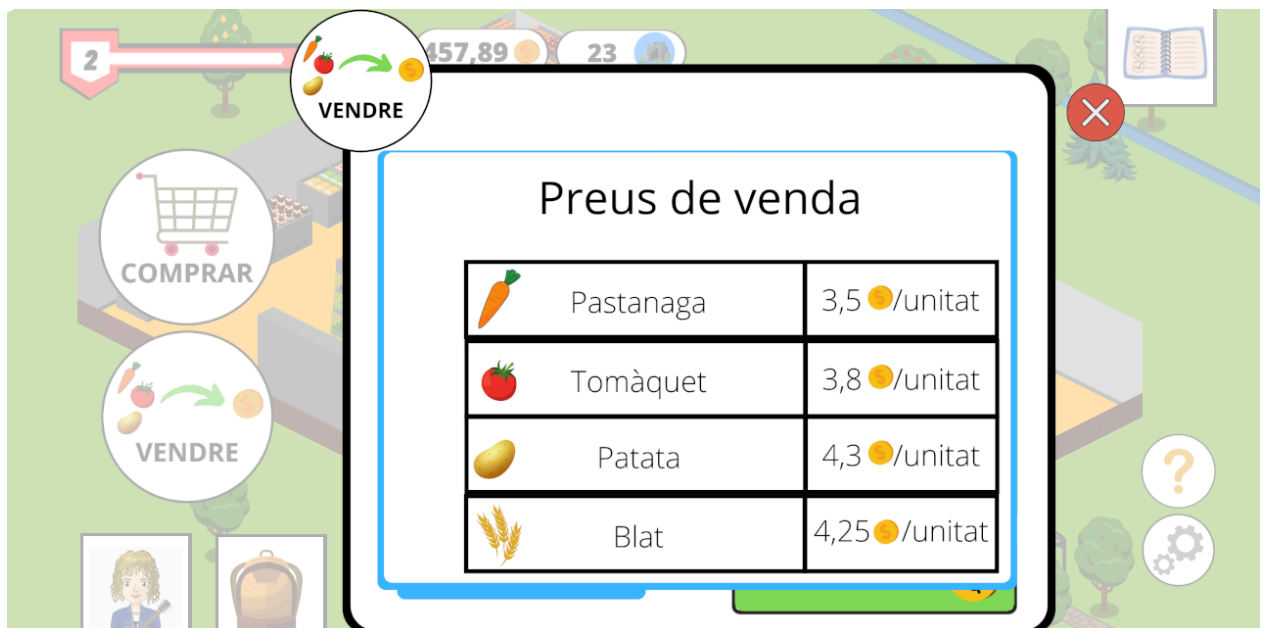 2
VENDRE
457,89
23
COMPRAR
VENDRE
Preus de venda
Pastanaga 3,5 /unitat
Tomàquet 3,8 /unitat
Patata 4,3 /unitat
Blat 4,25 /unitat
?